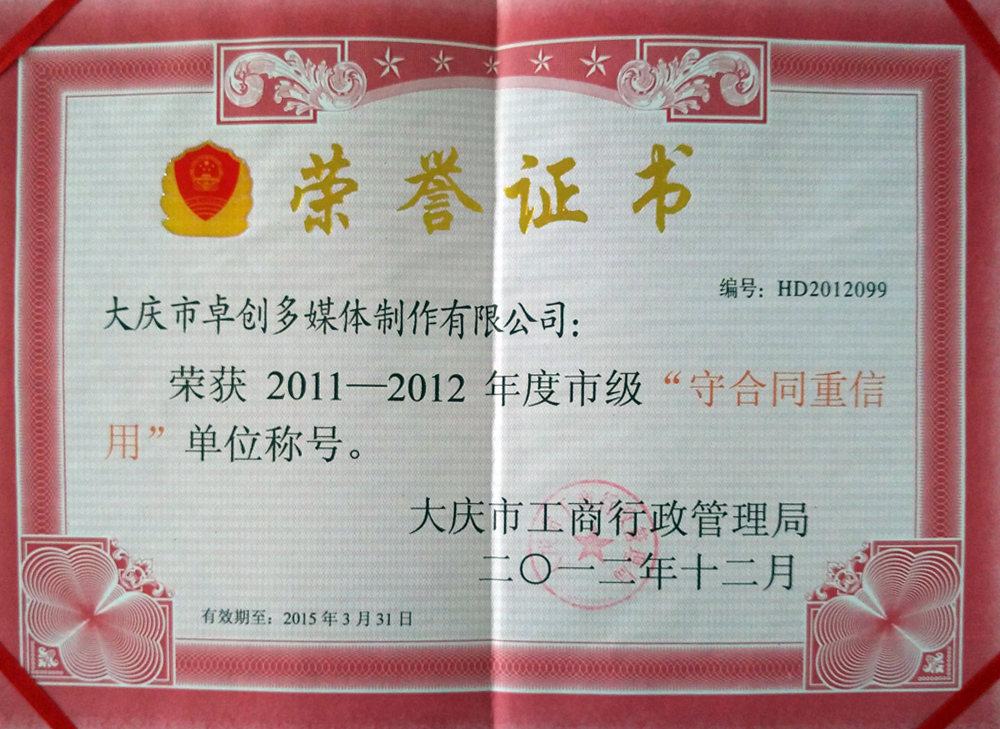 荣誉证书
编号：HD2012099
大庆市卓创多媒体制作有限公司：
荣获 2011—2012 年度市级“守合同重信
用”单位称号。
大庆市工商行政管理局
二〇一二年十二月
有效期至：2015 年 3 月 31 日